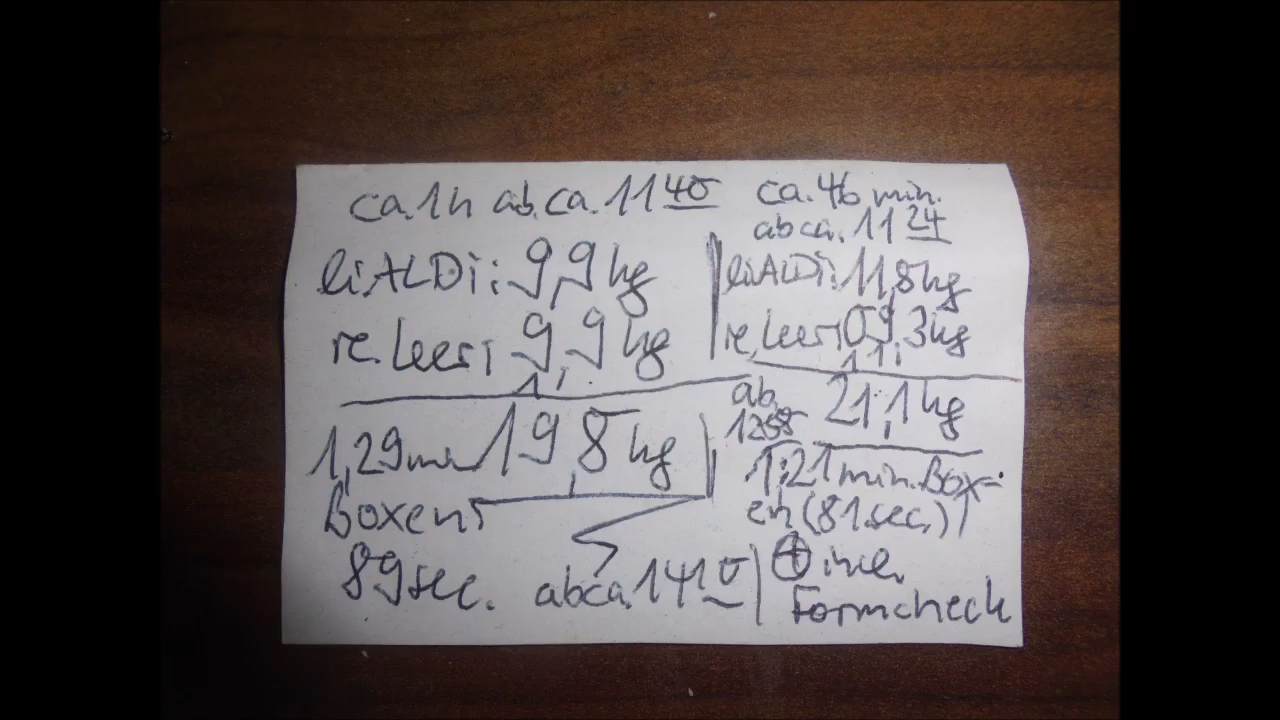 ca. 1h ab ca. 11 40
li. ALDi: 9,9 kg
re. leer: 9,9 kg
19,8 kg
1,29 min
Boxen:
89 sec. ab ca. 14 10
ca. 46 min.
ab ca. 11 24
li ALDi: 11,8 kg
re. leer: 09,3 kg
21,1 kg
ab
1258
1:21 min. Box-
en (81 sec.)
⊕
Formcheck